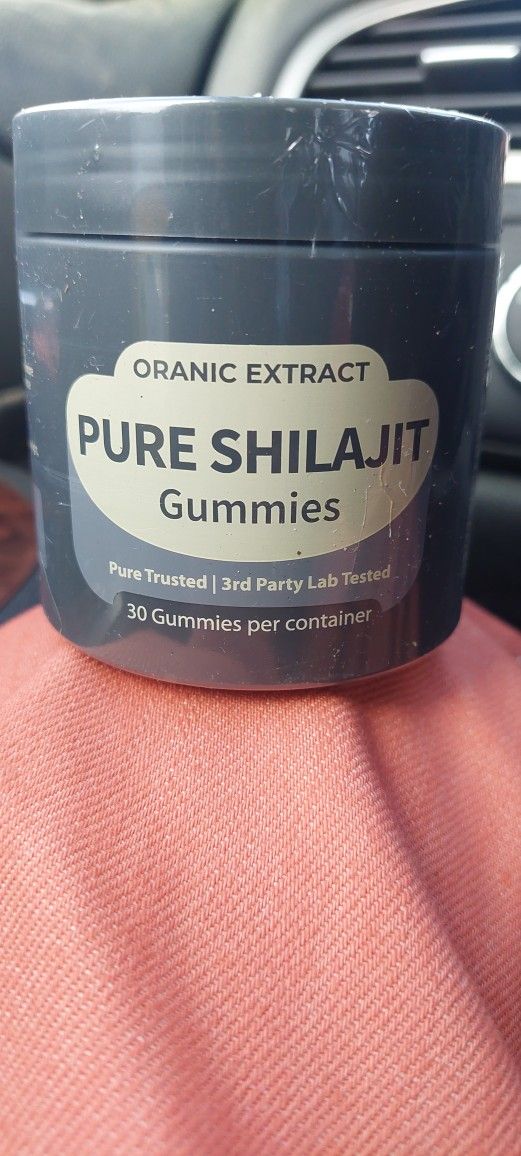 ORANIC EXTRACT
PURE SHILAJIT
Gummies
Pure Trusted | 3rd Party Lab Tested
30 Gummies per container